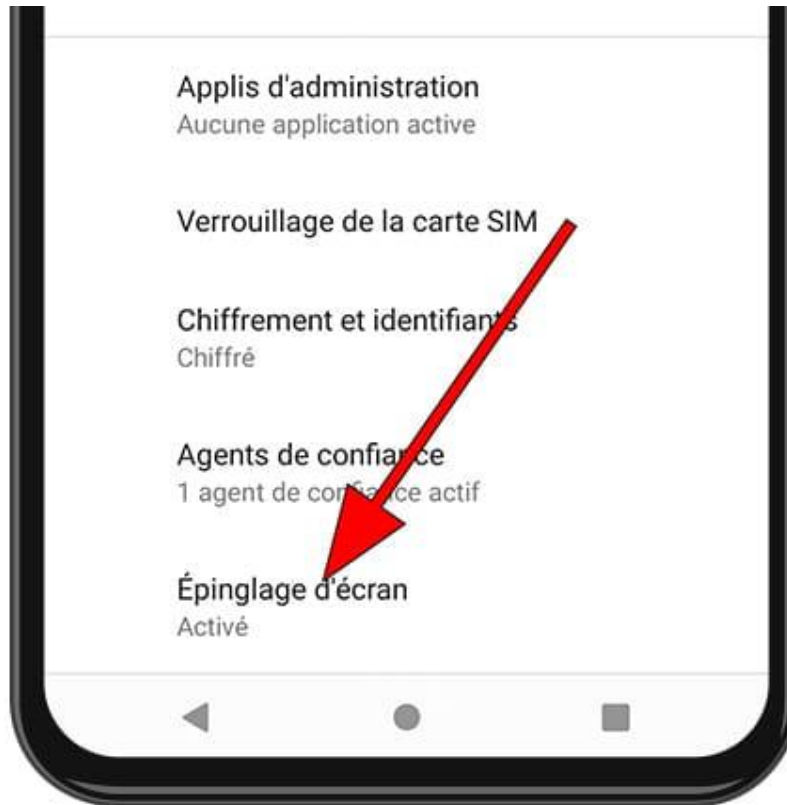 Applis d'administration
Aucune application active
Verrouillage de la carte SIM
Chiffrement et identifiants
Chiffré
Agents de confiance
1 agent de confiance actif
Épinglage d'écran
Activé